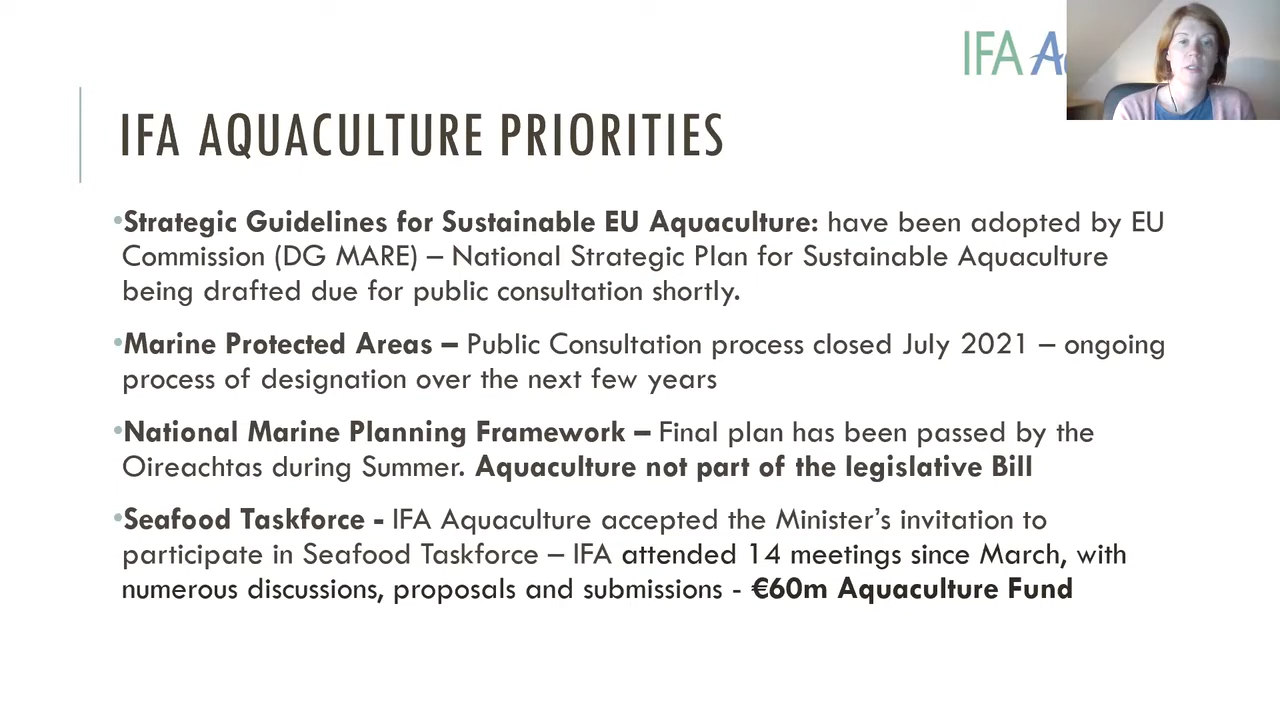 IFA A
IFA AQUACULTURE PRIORITIES
•Strategic Guidelines for Sustainable EU Aquaculture: have been adopted by EU
Commission (DG MARE) – National Strategic Plan for Sustainable Aquaculture
being drafted due for public consultation shortly.
•Marine Protected Areas – Public Consultation process closed July 2021 – ongoing
process of designation over the next few years
•National Marine Planning Framework – Final plan has been passed by the
Oireachtas during Summer. Aquaculture not part of the legislative Bill
•Seafood Taskforce - IFA Aquaculture accepted the Minister’s invitation to
participate in Seafood Taskforce – IFA attended 14 meetings since March, with
numerous discussions, proposals and submissions - €60m Aquaculture Fund